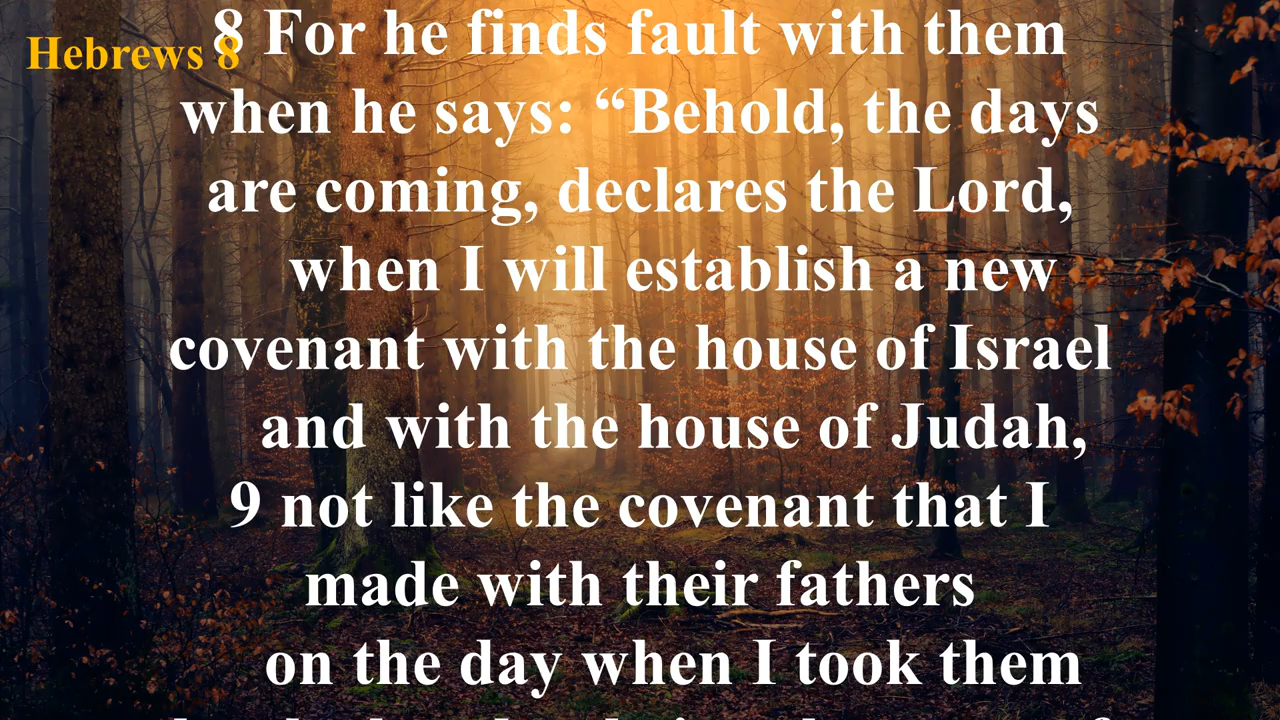 Hebrews 8
8 For he finds fault with them
when he says: “Behold, the days
are coming, declares the Lord,
when I will establish a new
covenant with the house of Israel
and with the house of Judah,
9 not like the covenant that I
made with their fathers
on the day when I took them